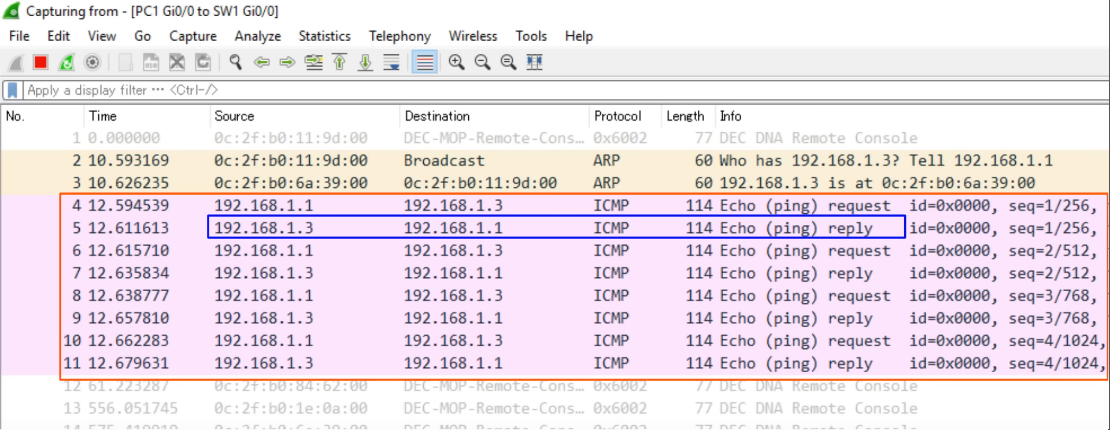 Capturing from - [PC1 Gi0/0 to SW1 Gi0/0]
File Edit View Go Capture Analyze Statistics Telephony Wireless Tools Help
Apply a display filter ··· <Ctrl-/>
No. Time Source Destination Protocol Length Info
1 0.000000 0c:2f:b0:11:9d:00 DEC-MOP-Remote-Cons… 0x6002 77 DEC DNA Remote Console
2 10.593169 0c:2f:b0:11:9d:00 Broadcast ARP 60 Who has 192.168.1.3? Tell 192.168.1.1
3 10.626235 0c:2f:b0:6a:39:00 0c:2f:b0:11:9d:00 ARP 60 192.168.1.3 is at 0c:2f:b0:6a:39:00
4 12.594539 192.168.1.1 192.168.1.3 ICMP 114 Echo (ping) request id=0x0000, seq=1/256,
5 12.611613 192.168.1.3 192.168.1.1 ICMP 114 Echo (ping) reply id=0x0000, seq=1/256,
6 12.615710 192.168.1.1 192.168.1.3 ICMP 114 Echo (ping) request id=0x0000, seq=2/512,
7 12.635834 192.168.1.3 192.168.1.1 ICMP 114 Echo (ping) reply id=0x0000, seq=2/512,
8 12.638777 192.168.1.1 192.168.1.3 ICMP 114 Echo (ping) request id=0x0000, seq=3/768,
9 12.657810 192.168.1.3 192.168.1.1 ICMP 114 Echo (ping) reply id=0x0000, seq=3/768,
10 12.662283 192.168.1.1 192.168.1.3 ICMP 114 Echo (ping) request id=0x0000, seq=4/1024,
11 12.679631 192.168.1.3 192.168.1.1 ICMP 114 Echo (ping) reply id=0x0000, seq=4/1024,
12 61.223287 0c:2f:b0:84:62:00 DEC-MOP-Remote-Cons… 0x6002 77 DEC DNA Remote Console
13 556.051745 0c:2f:b0:1e:0a:00 DEC-MOP-Remote-Cons… 0x6002 77 DEC DNA Remote Console